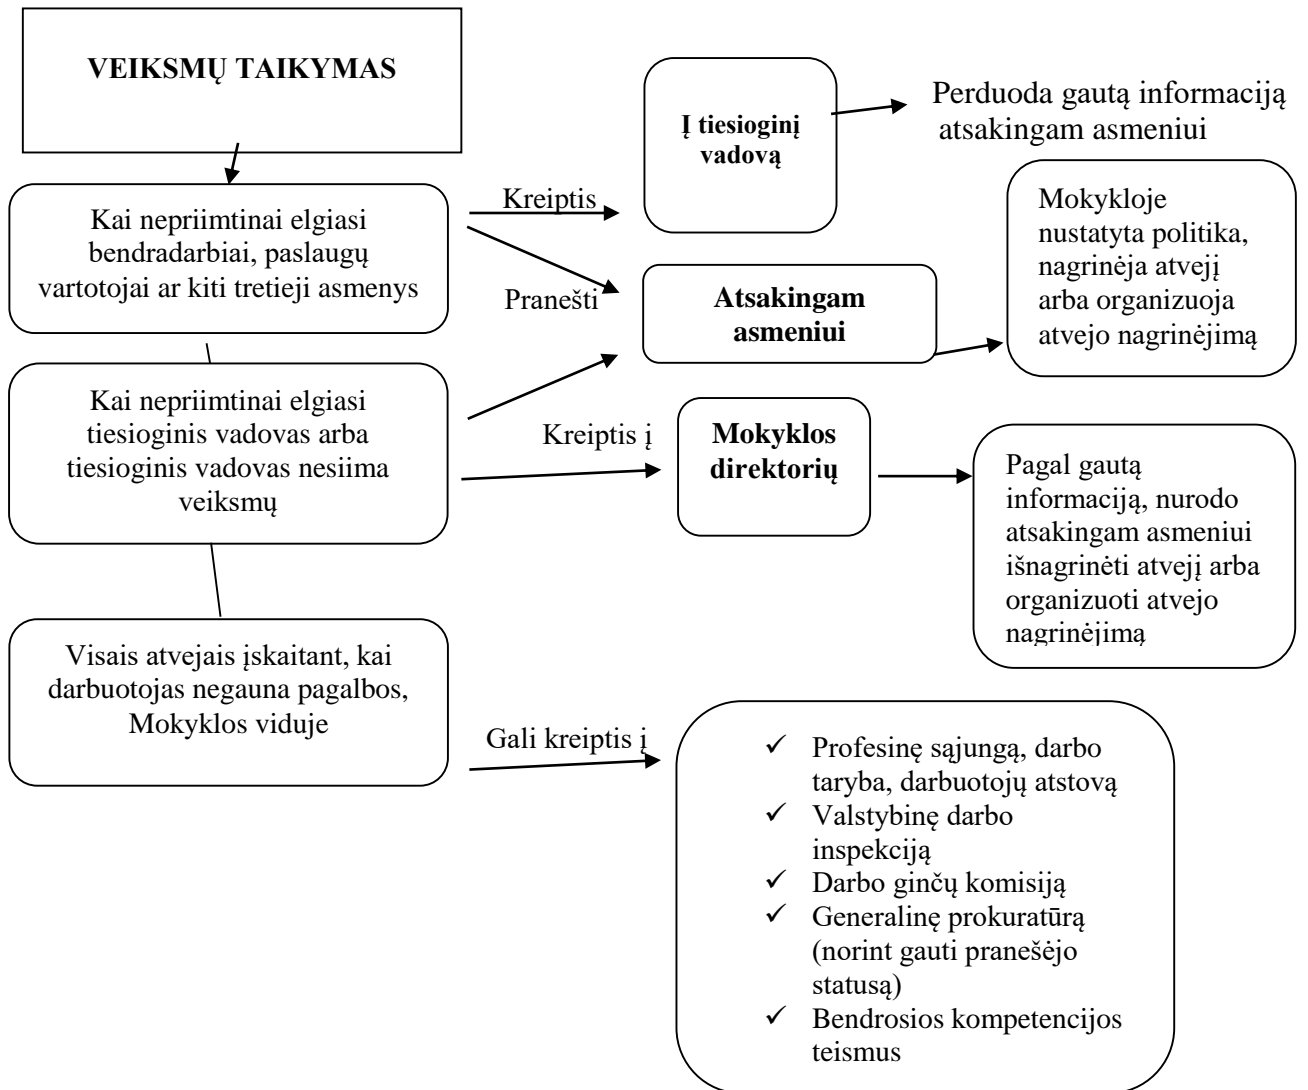 VEIKSMŲ TAIKYMAS
Į tiesioginį
vadovą
Perduoda gautą informaciją
atsakingam asmeniui
Kai nepriimtinai elgiasi
bendradarbiai, paslaugų
vartotojai ar kiti tretieji asmenys
Kreiptis
Pranešti
Atsakingam
asmeniui
Mokykloje
nustatyta politika,
nagrinėja atvejį
arba organizuoja
atvejo nagrinėjimą
Kai nepriimtinai elgiasi
tiesioginis vadovas arba
tiesioginis vadovas nesiima
veiksmų
Kreiptis į
Mokyklos
direktorių
Pagal gautą
informaciją, nurodo
atsakingam asmeniui
išnagrinėti atvejį arba
organizuoti atvejo
nagrinėjimą
Visais atvejais įskaitant, kai
darbuotojas negauna pagalbos,
Mokyklos viduje
Gali kreiptis į
✓ Profesinę sąjungą, darbo
taryba, darbuotojų atstovą
✓ Valstybinę darbo
inspekciją
✓ Darbo ginčų komisiją
✓ Generalinę prokuratūrą
(norint gauti pranešėjo
statusą)
✓ Bendrosios kompetencijos
teismus